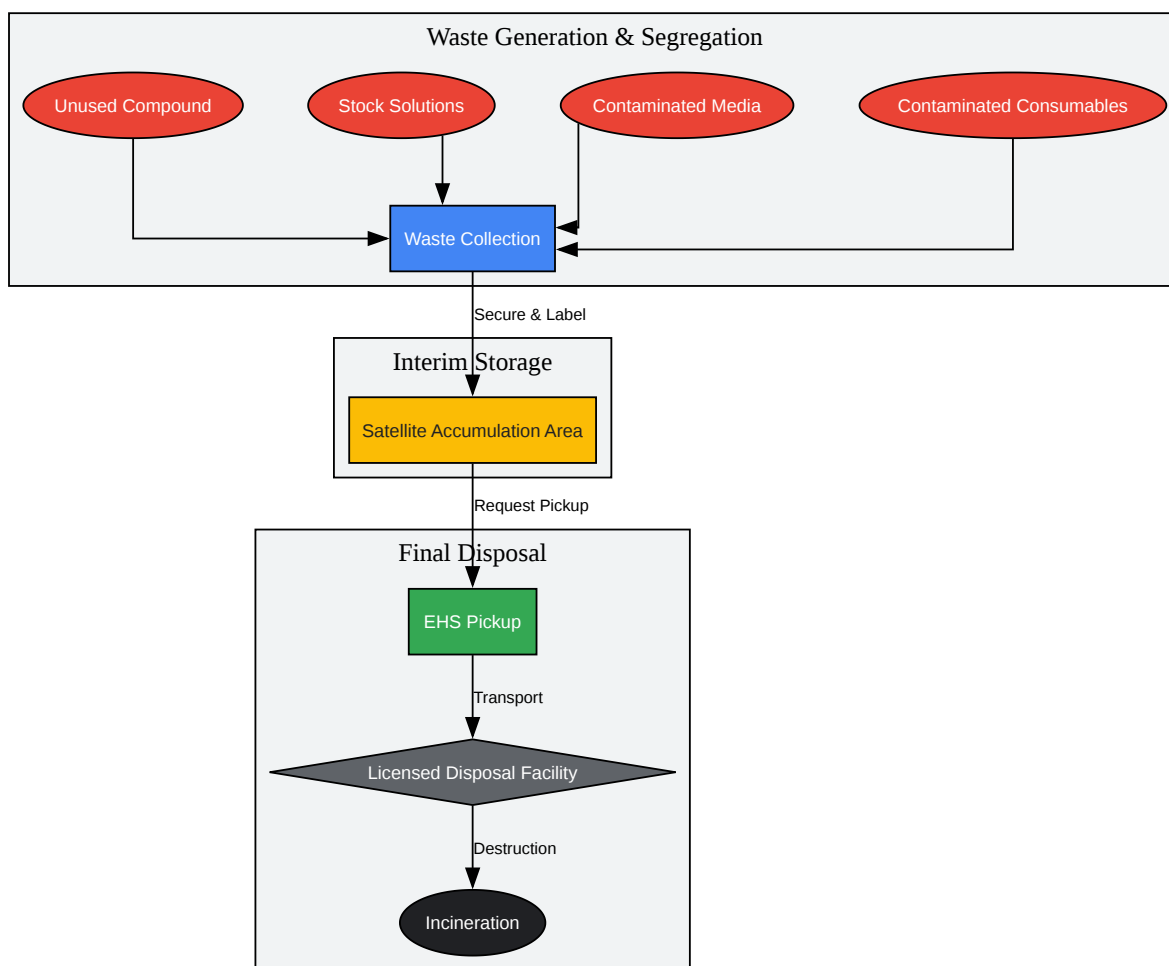 Waste Generation & Segregation
Unused Compound
Stock Solutions
Contaminated Media
Contaminated Consumables
Waste Collection
Secure & Label
Interim Storage
Satellite Accumulation Area
Request Pickup
Final Disposal
EHS Pickup
Transport
Licensed Disposal Facility
Destruction
Incineration